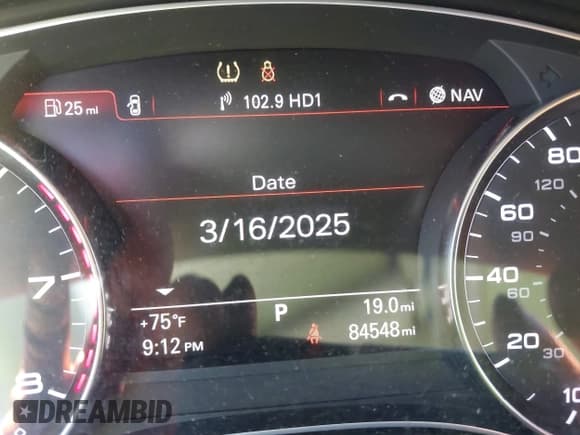 25 mi
102.9 HD1
NAV
Date
3/16/2025
+75°F
P
19.0 mi
9:12 PM
84548 mi
7
8
80
120
60
90
40
60
20
30
10
DREAMBID